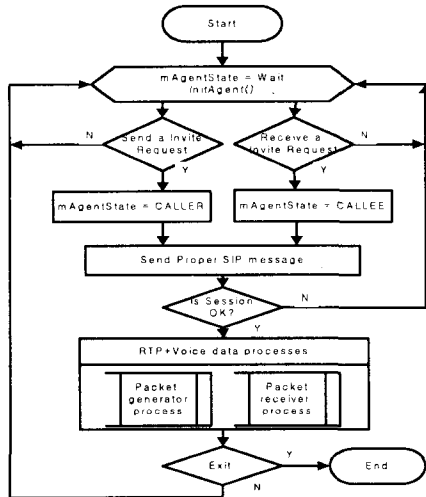 Start
mAgentState = Wait
InitAgent()
N
Send a Invite
Request
Receive a
Invite Request
N
Y
Y
mAgentState = CALLER
mAgentState = CALLEE
Send Proper SIP message
Is Session
OK?
N
Y
RTP+Voice data processes
Packet
generator
process
Packet
receiver
process
Exit
Y
End
N